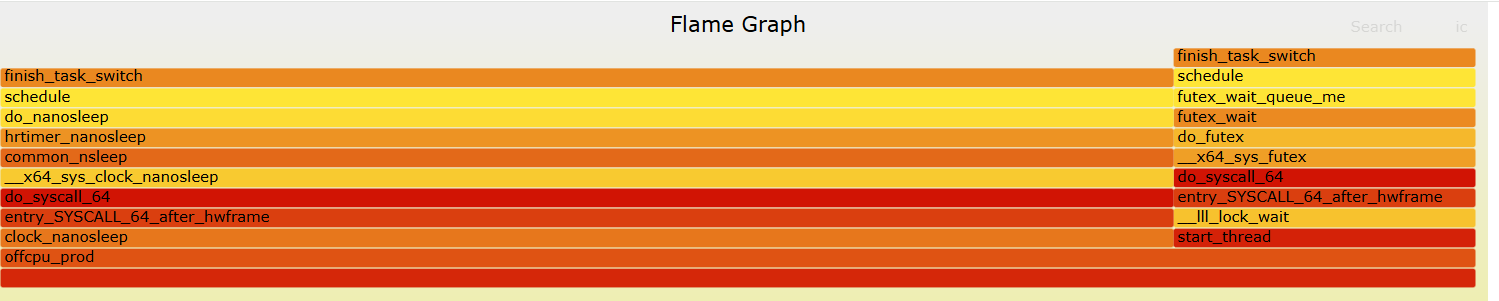 Flame Graph
Search ic
finish_task_switch
finish_task_switch schedule
schedule futex_wait_queue_me
do_nanosleep futex_wait
hrtimer_nanosleep do_futex
common_nsleep __x64_sys_futex
__x64_sys_clock_nanosleep do_syscall_64
do_syscall_64 entry_SYSCALL_64_after_hwframe
entry_SYSCALL_64_after_hwframe __lll_lock_wait
clock_nanosleep start_thread
offcpu_prod